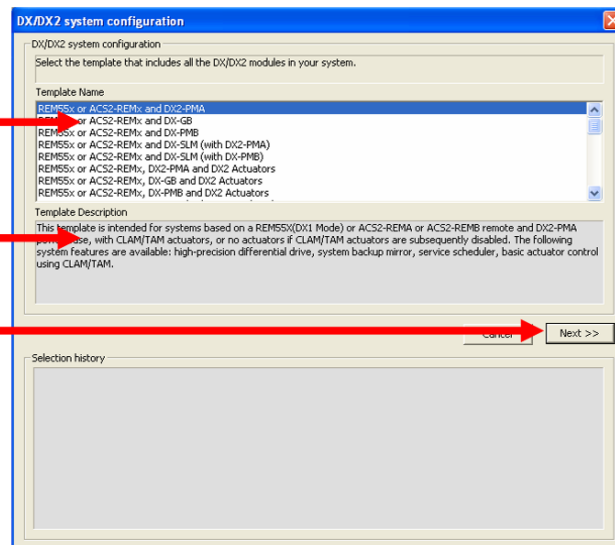 DX/DX2 system configuration
DX/DX2 system configuration
Select the template that includes all the DX/DX2 modules in your system.
Template Name
REM55x or ACS2-REMx and DX2-PMA
or ACS2-REMx and DX-GB
REM55x or ACS2-REMx and DX-PMB
REM55x or ACS2-REMx and DX-SLM (with DX2-PMA)
REM55x or ACS2-REMx and DX-SLM (with DX-PMB)
REM55x or ACS2-REMx, DX2-PMA and DX2 Actuators
REM55x or ACS2-REMx, DX-GB and DX2 Actuators
REM55x or ACS2-REMx, DX-PMB and DX2 Actuators
Template Description
This template is intended for systems based on a REM55X(DX1 Mode) or ACS2-REMA or ACS2-REMB remote and DX2-PMA
use, with CLAM/TAM actuators, or no actuators if CLAM/TAM actuators are subsequently disabled. The following
system features are available: high-precision differential drive, system backup mirror, service scheduler, basic actuator control
using CLAM/TAM.
Cancel
Next >>
Selection history